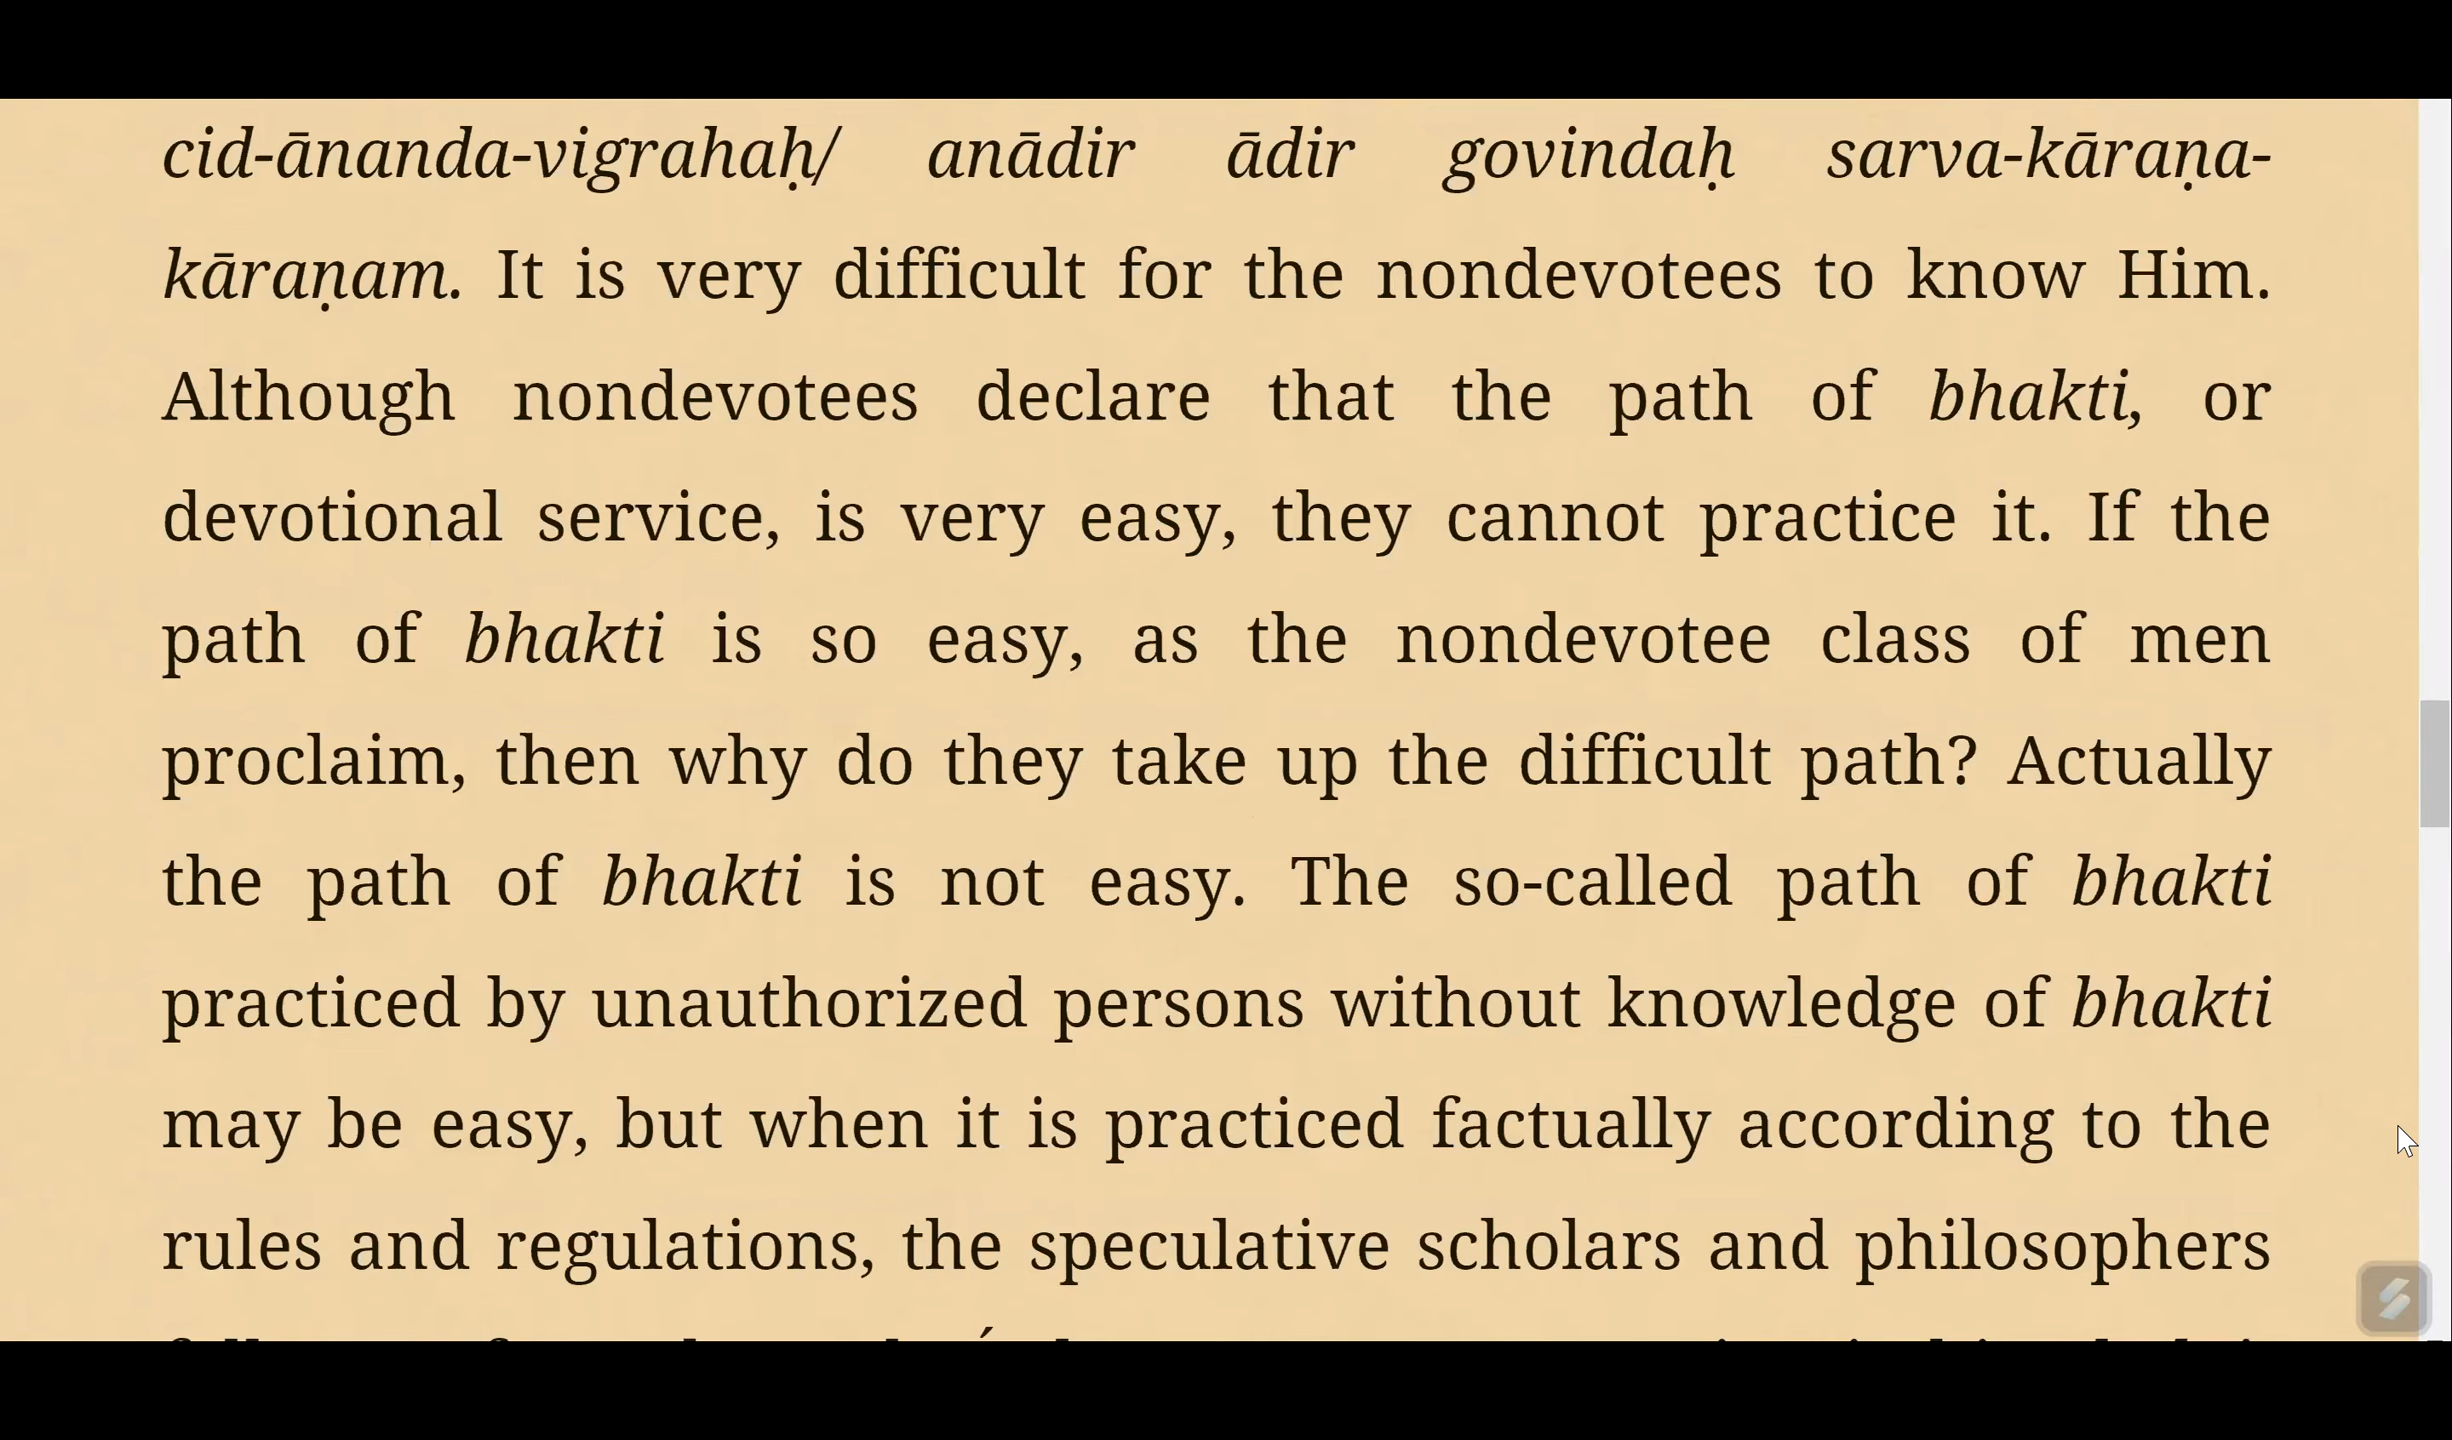 cid-ānanda-vigrahaḥ/ anādir ādir govindaḥ sarva-kāraṇa-
kāraṇam. It is very difficult for the nondevotees to know Him.
Although nondevotees declare that the path of bhakti, or
devotional service, is very easy, they cannot practice it. If the
path of bhakti is so easy, as the nondevotee class of men
proclaim, then why do they take up the difficult path? Actually
the path of bhakti is not easy. The so-called path of bhakti
practiced by unauthorized persons without knowledge of bhakti
may be easy, but when it is practiced factually according to the
rules and regulations, the speculative scholars and philosophers